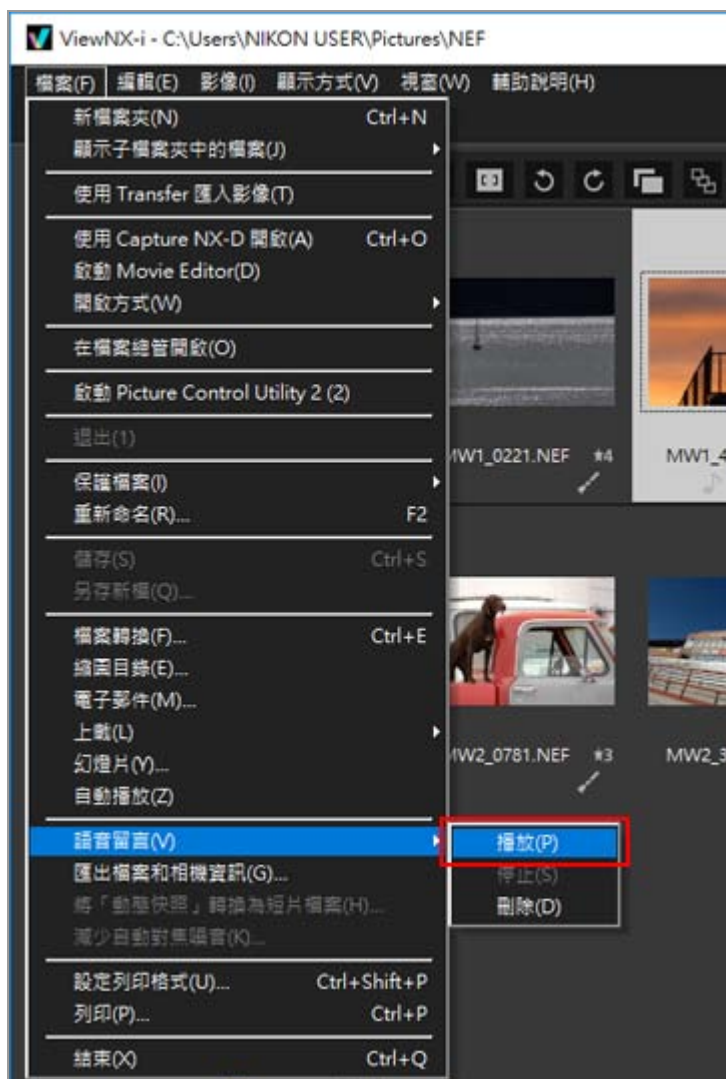 ViewNX-i - C:\Users\NIKON USER\Pictures\NEF
檔案(F) 編輯(E) 影像(I) 顯示方式(V) 視窗(W) 輔助說明(H)
新檔案夾(N) Ctrl+N
顯示子檔案夾中的檔案(J)
使用 Transfer 匯入影像(T)
使用 Capture NX-D 開啟(A) Ctrl+O
啟動 Movie Editor(D)
開啟方式(W)
在檔案總管開啟(O)
啟動 Picture Control Utility 2 (2)
退出(1)
保護檔案(I)
重新命名(R)... F2
儲存(S) Ctrl+S
另存新檔(Q)...
檔案轉換(F)... Ctrl+E
縮圖目錄(E)...
電子郵件(M)...
上載(L)
幻燈片(Y)...
自動播放(Z)
語音留言(V)
匯出檔案和相機資訊(G)...
將「動態快照」轉換為短片檔案(H)...
減少自動對焦噪音(K)...
設定列印格式(U)... Ctrl+Shift+P
列印(P)... Ctrl+P
結束(X) Ctrl+Q
播放(P)
停止(S)
刪除(D)
MW1_0221.NEF ★4
MW1_4
MW2_0781.NEF ★3
MW2_3